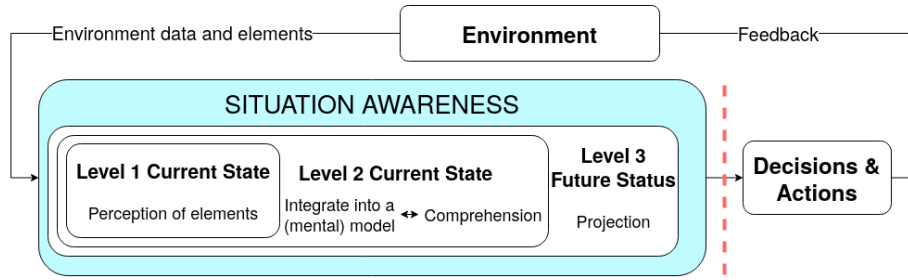 Environment data and elements
Environment
Feedback
SITUATION AWARENESS
Level 1 Current State
Perception of elements
Level 2 Current State
Integrate into a
(mental) model
Comprehension
Level 3
Future Status
Projection
Decisions &
Actions